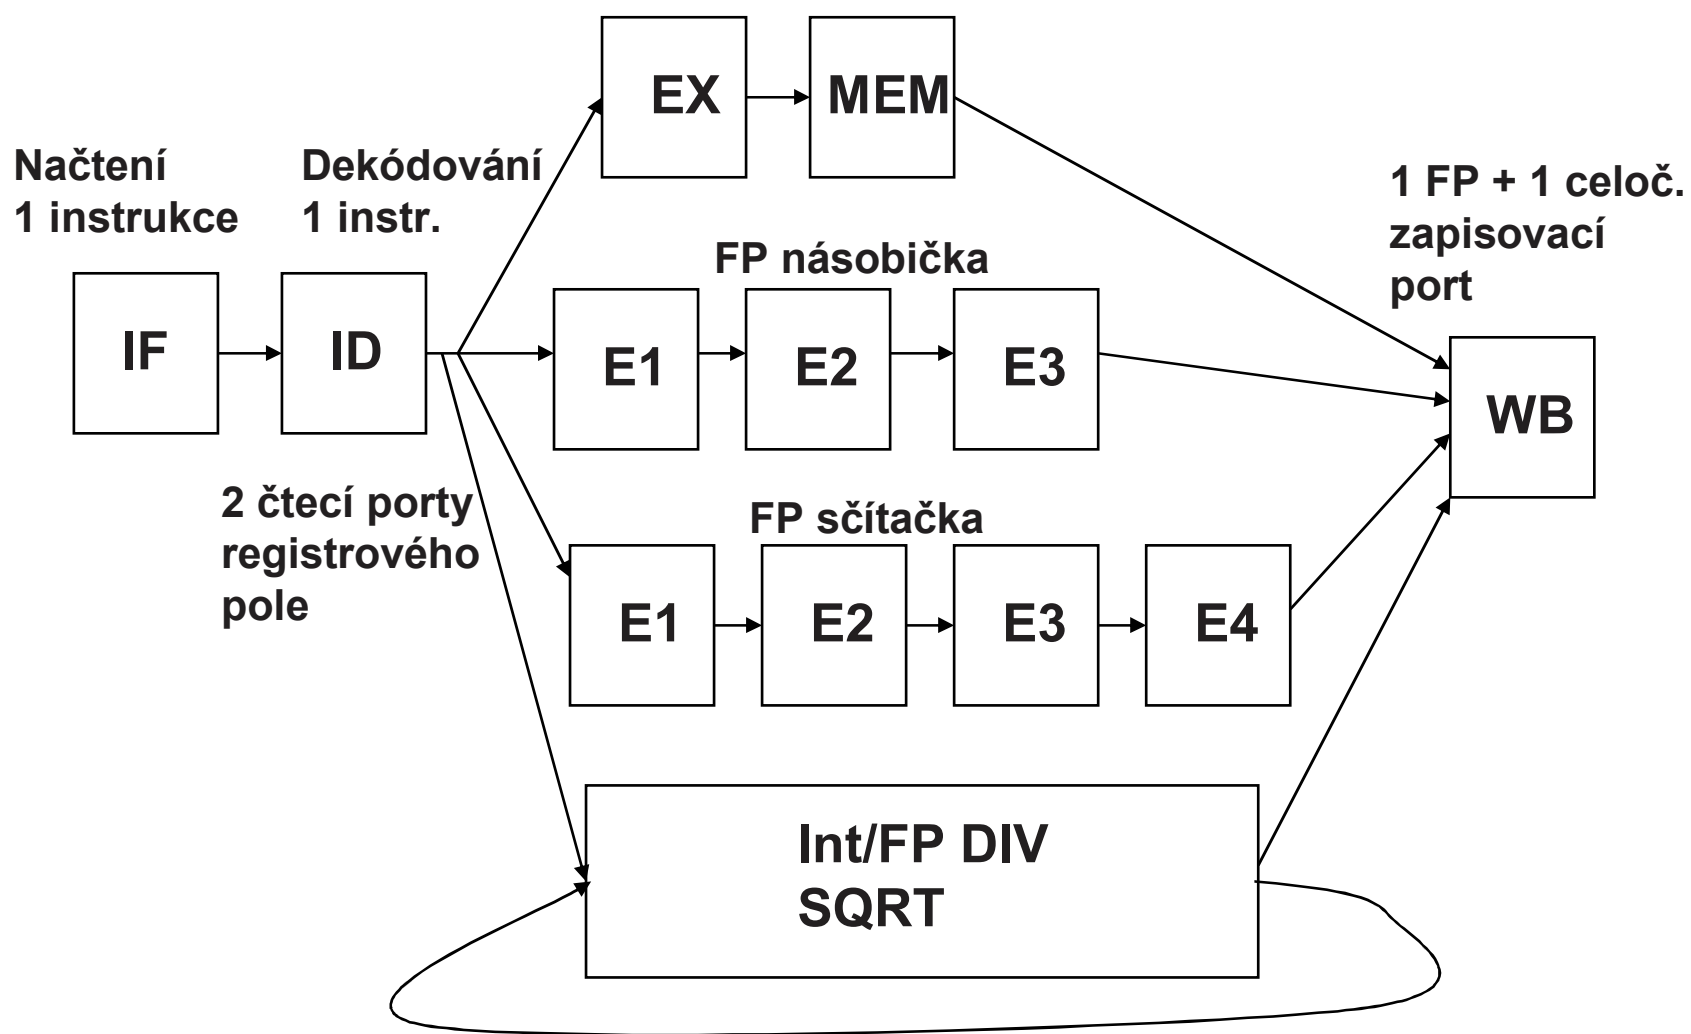 EX
MEM
Načtení
1 instrukce
Dekódování
1 instr.
1 FP + 1 celoč.
zapisovací
port
FP násobička
IF
ID
E1
E2
E3
WB
2 čtecí porty
registrového
pole
FP sčítačka
E1
E2
E3
E4
Int/FP DIV
SQRT